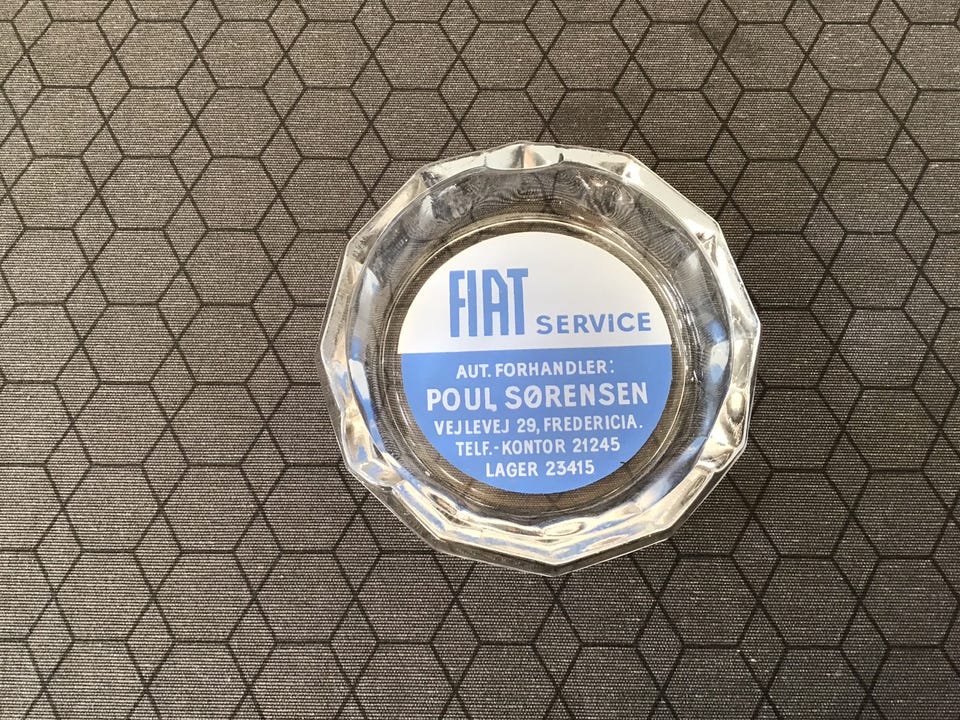 FIAT SERVICE
AUT. FORHANDLER:
POUL SØRENSEN
VEJLEVEJ 29, FREDERICIA.
TELF.-KONTOR 21245
LAGER 23415